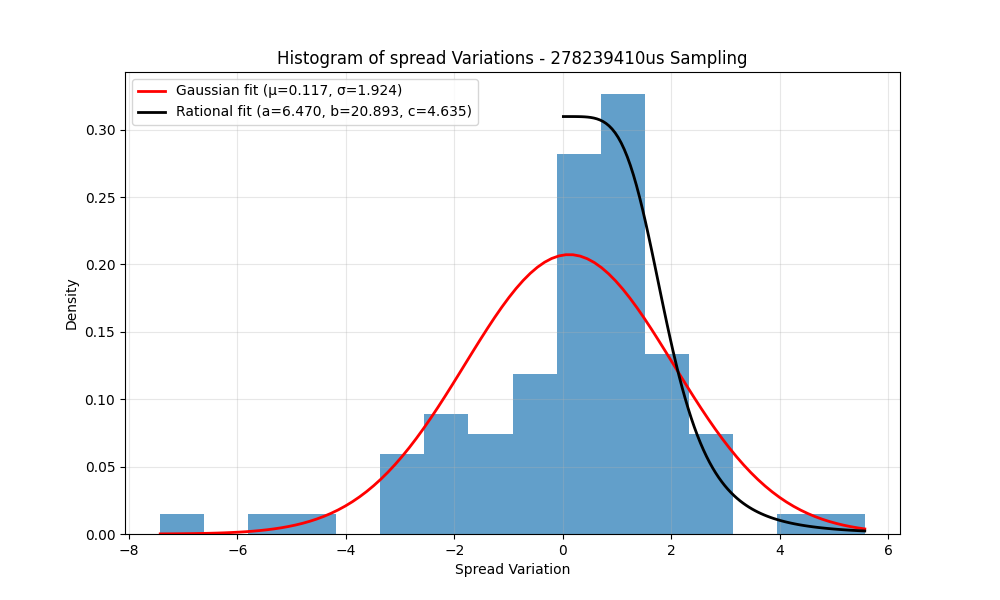 Histogram of spread Variations - 278239410us Sampling
Gaussian fit (μ=0.117, σ=1.924)
Rational fit (a=6.470, b=20.893, c=4.635)
Density
0.30
0.25
0.20
0.15
0.10
0.05
0.00
−8 −6 −4 −2 0 2 4 6
Spread Variation